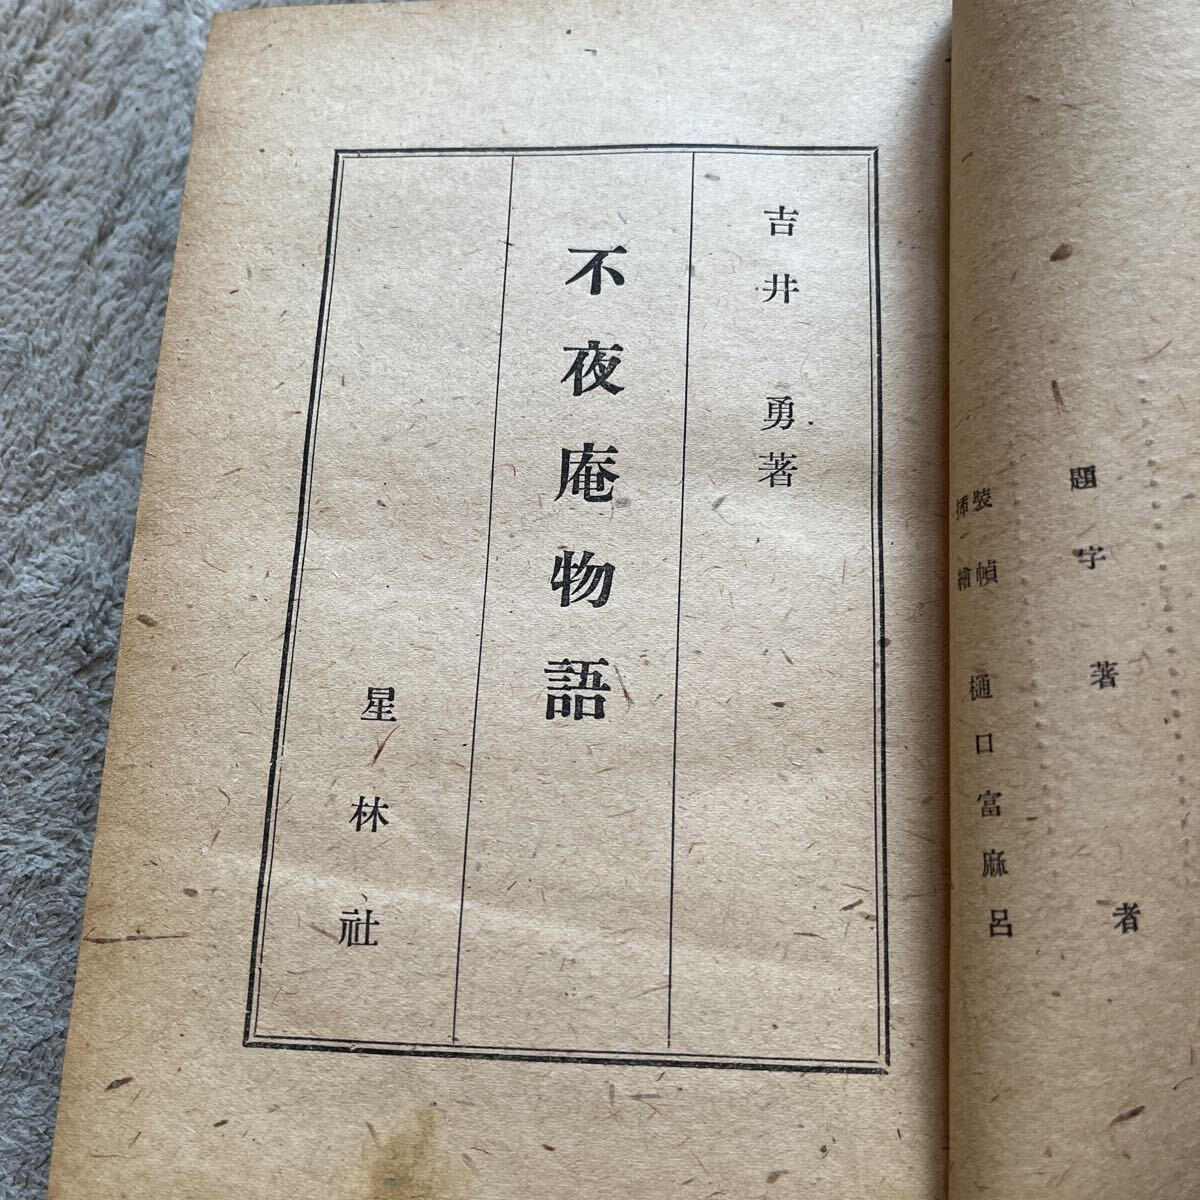 題字 著者
装幀
挿繪 樋口富麻呂
吉井 勇著
不夜庵物語
星林社